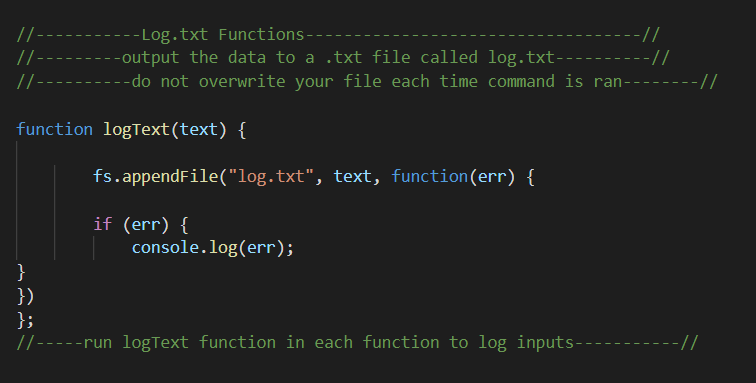 //-----------Log.txt Functions-----------------------------------//
//---------output the data to a .txt file called log.txt----------//
//----------do not overwrite your file each time command is ran--------//
function logText(text) {
fs.appendFile("log.txt", text, function(err) {
if (err) {
console.log(err);
}
})
};
//-----run logText function in each function to log inputs-----------//